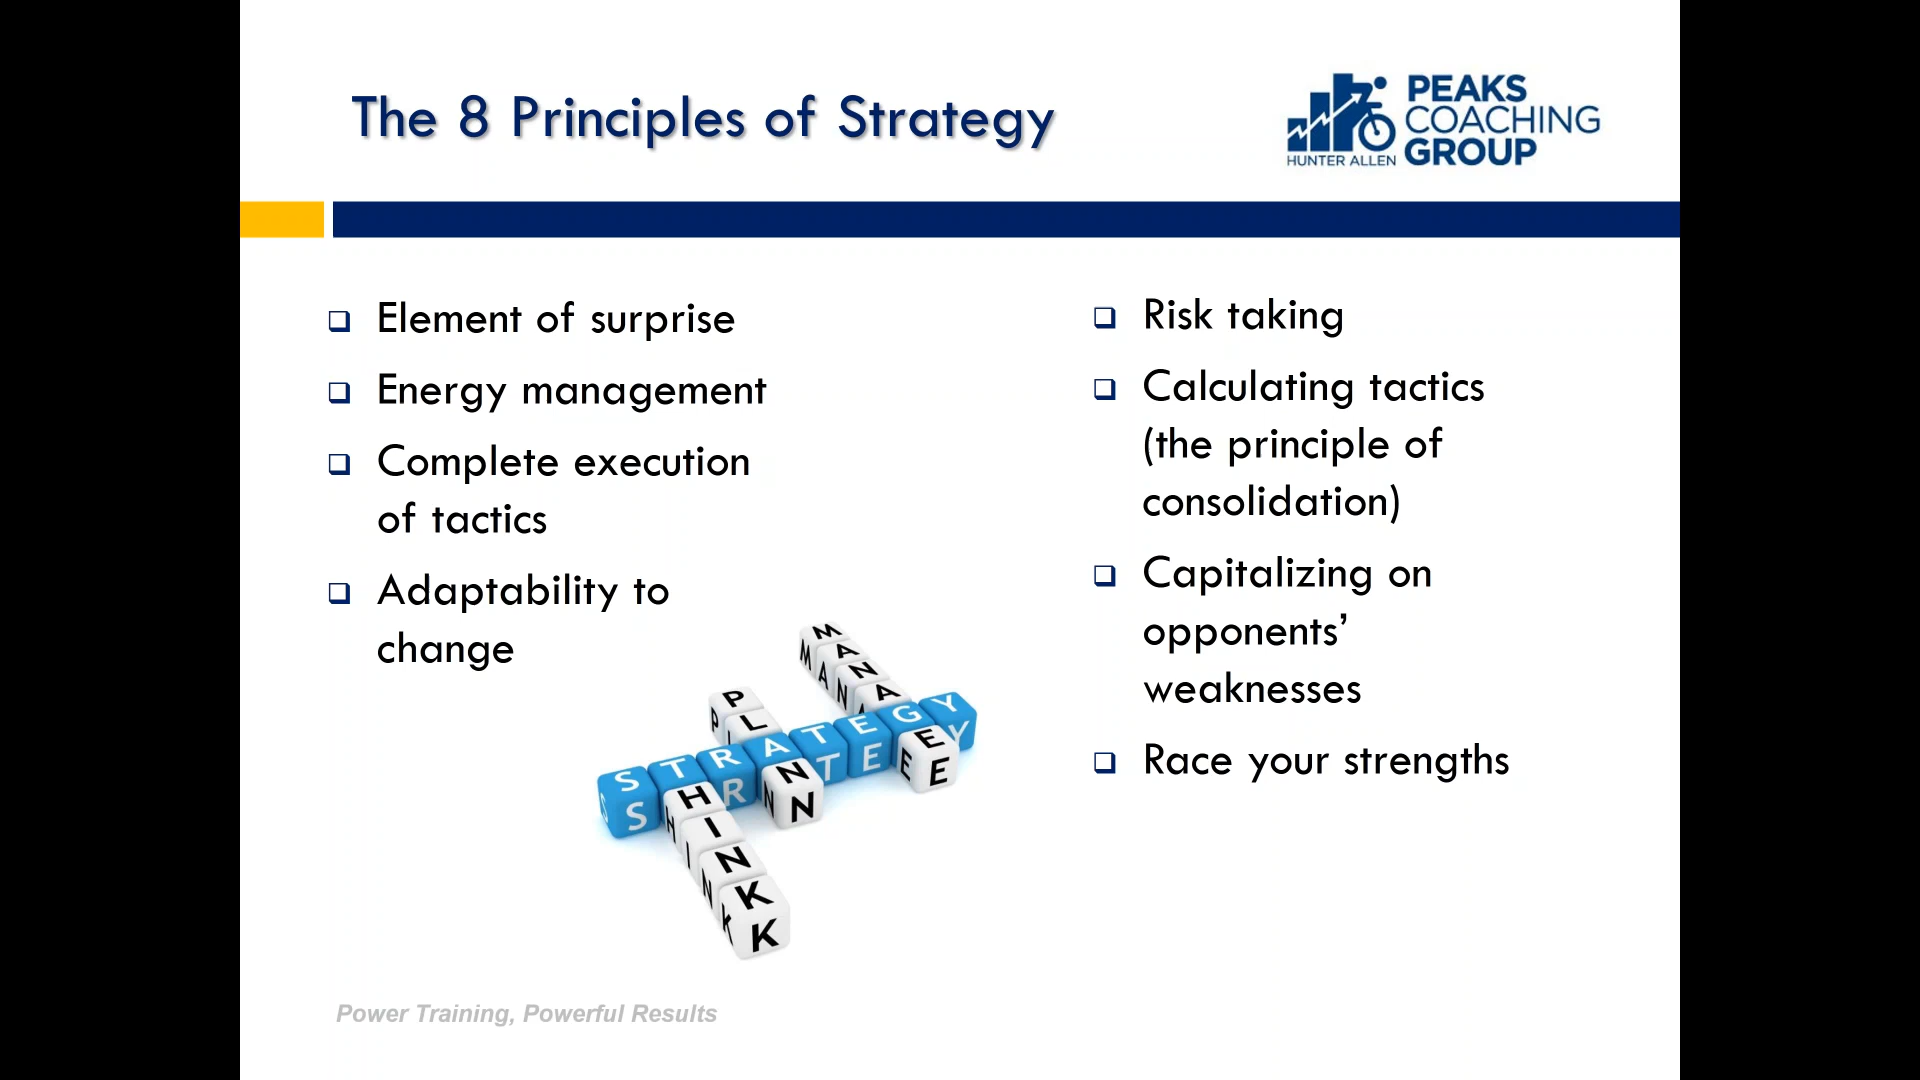 The 8 Principles of Strategy
PEAKS
COACHING
GROUP
HUNTER ALLEN
Element of surprise
Energy management
Complete execution
of tactics
Adaptability to
change
Risk taking
Calculating tactics
(the principle of
consolidation)
Capitalizing on
opponents’
weaknesses
Race your strengths
STRATEGY
THINK
PLAN
MANAGE
Power Training, Powerful Results